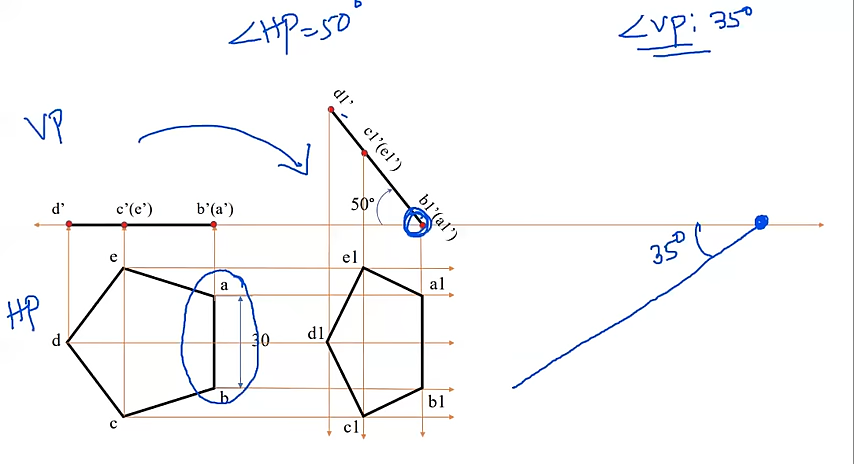 ∠HP=50°
∠VP: 35°
d1'
VP
c1'(e1')
b1'(a1')
50°
d'
c'(e')
b'(a')
35°
e
e1
a
a1
HP
d
30
d1
b
b1
c
c1